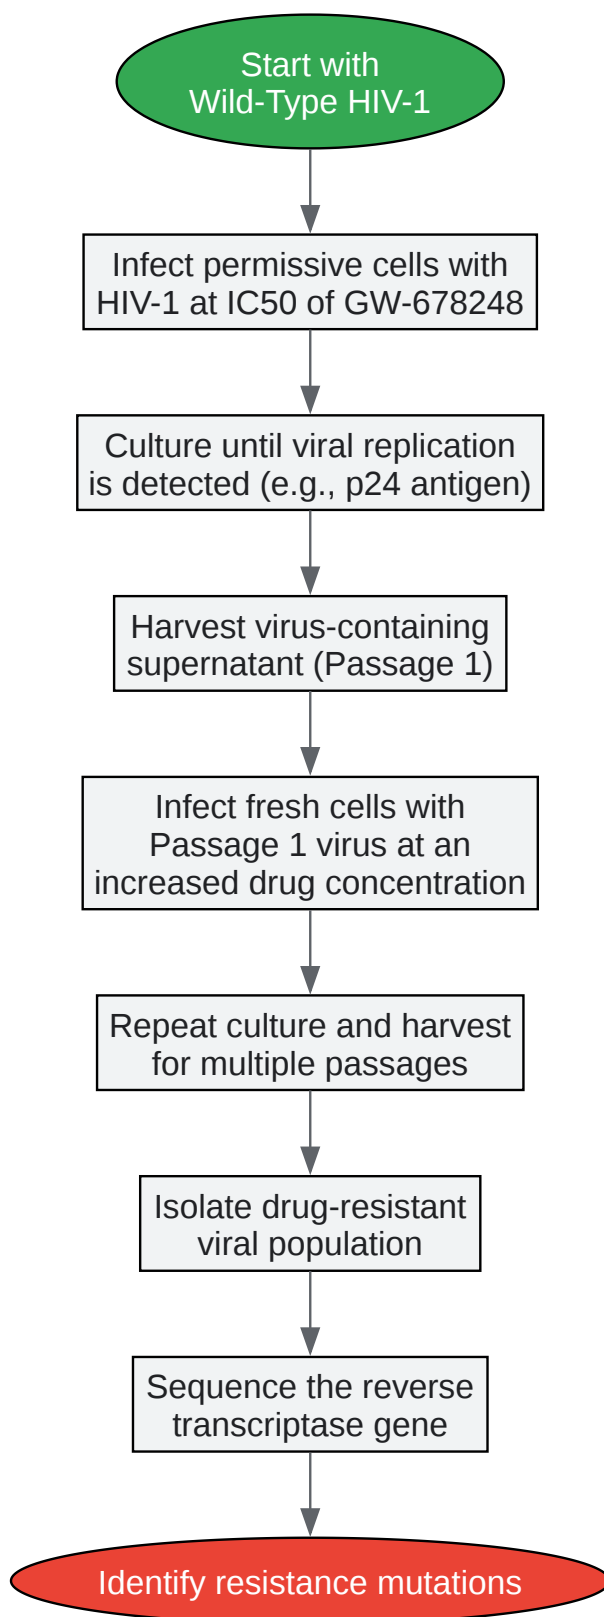 Start with
Wild-Type HIV-1
Infect permissive cells with
HIV-1 at IC50 of GW-678248
Culture until viral replication
is detected (e.g., p24 antigen)
Harvest virus-containing
supernatant (Passage 1)
Infect fresh cells with
Passage 1 virus at an
increased drug concentration
Repeat culture and harvest
for multiple passages
Isolate drug-resistant
viral population
Sequence the reverse
transcriptase gene
Identify resistance mutations